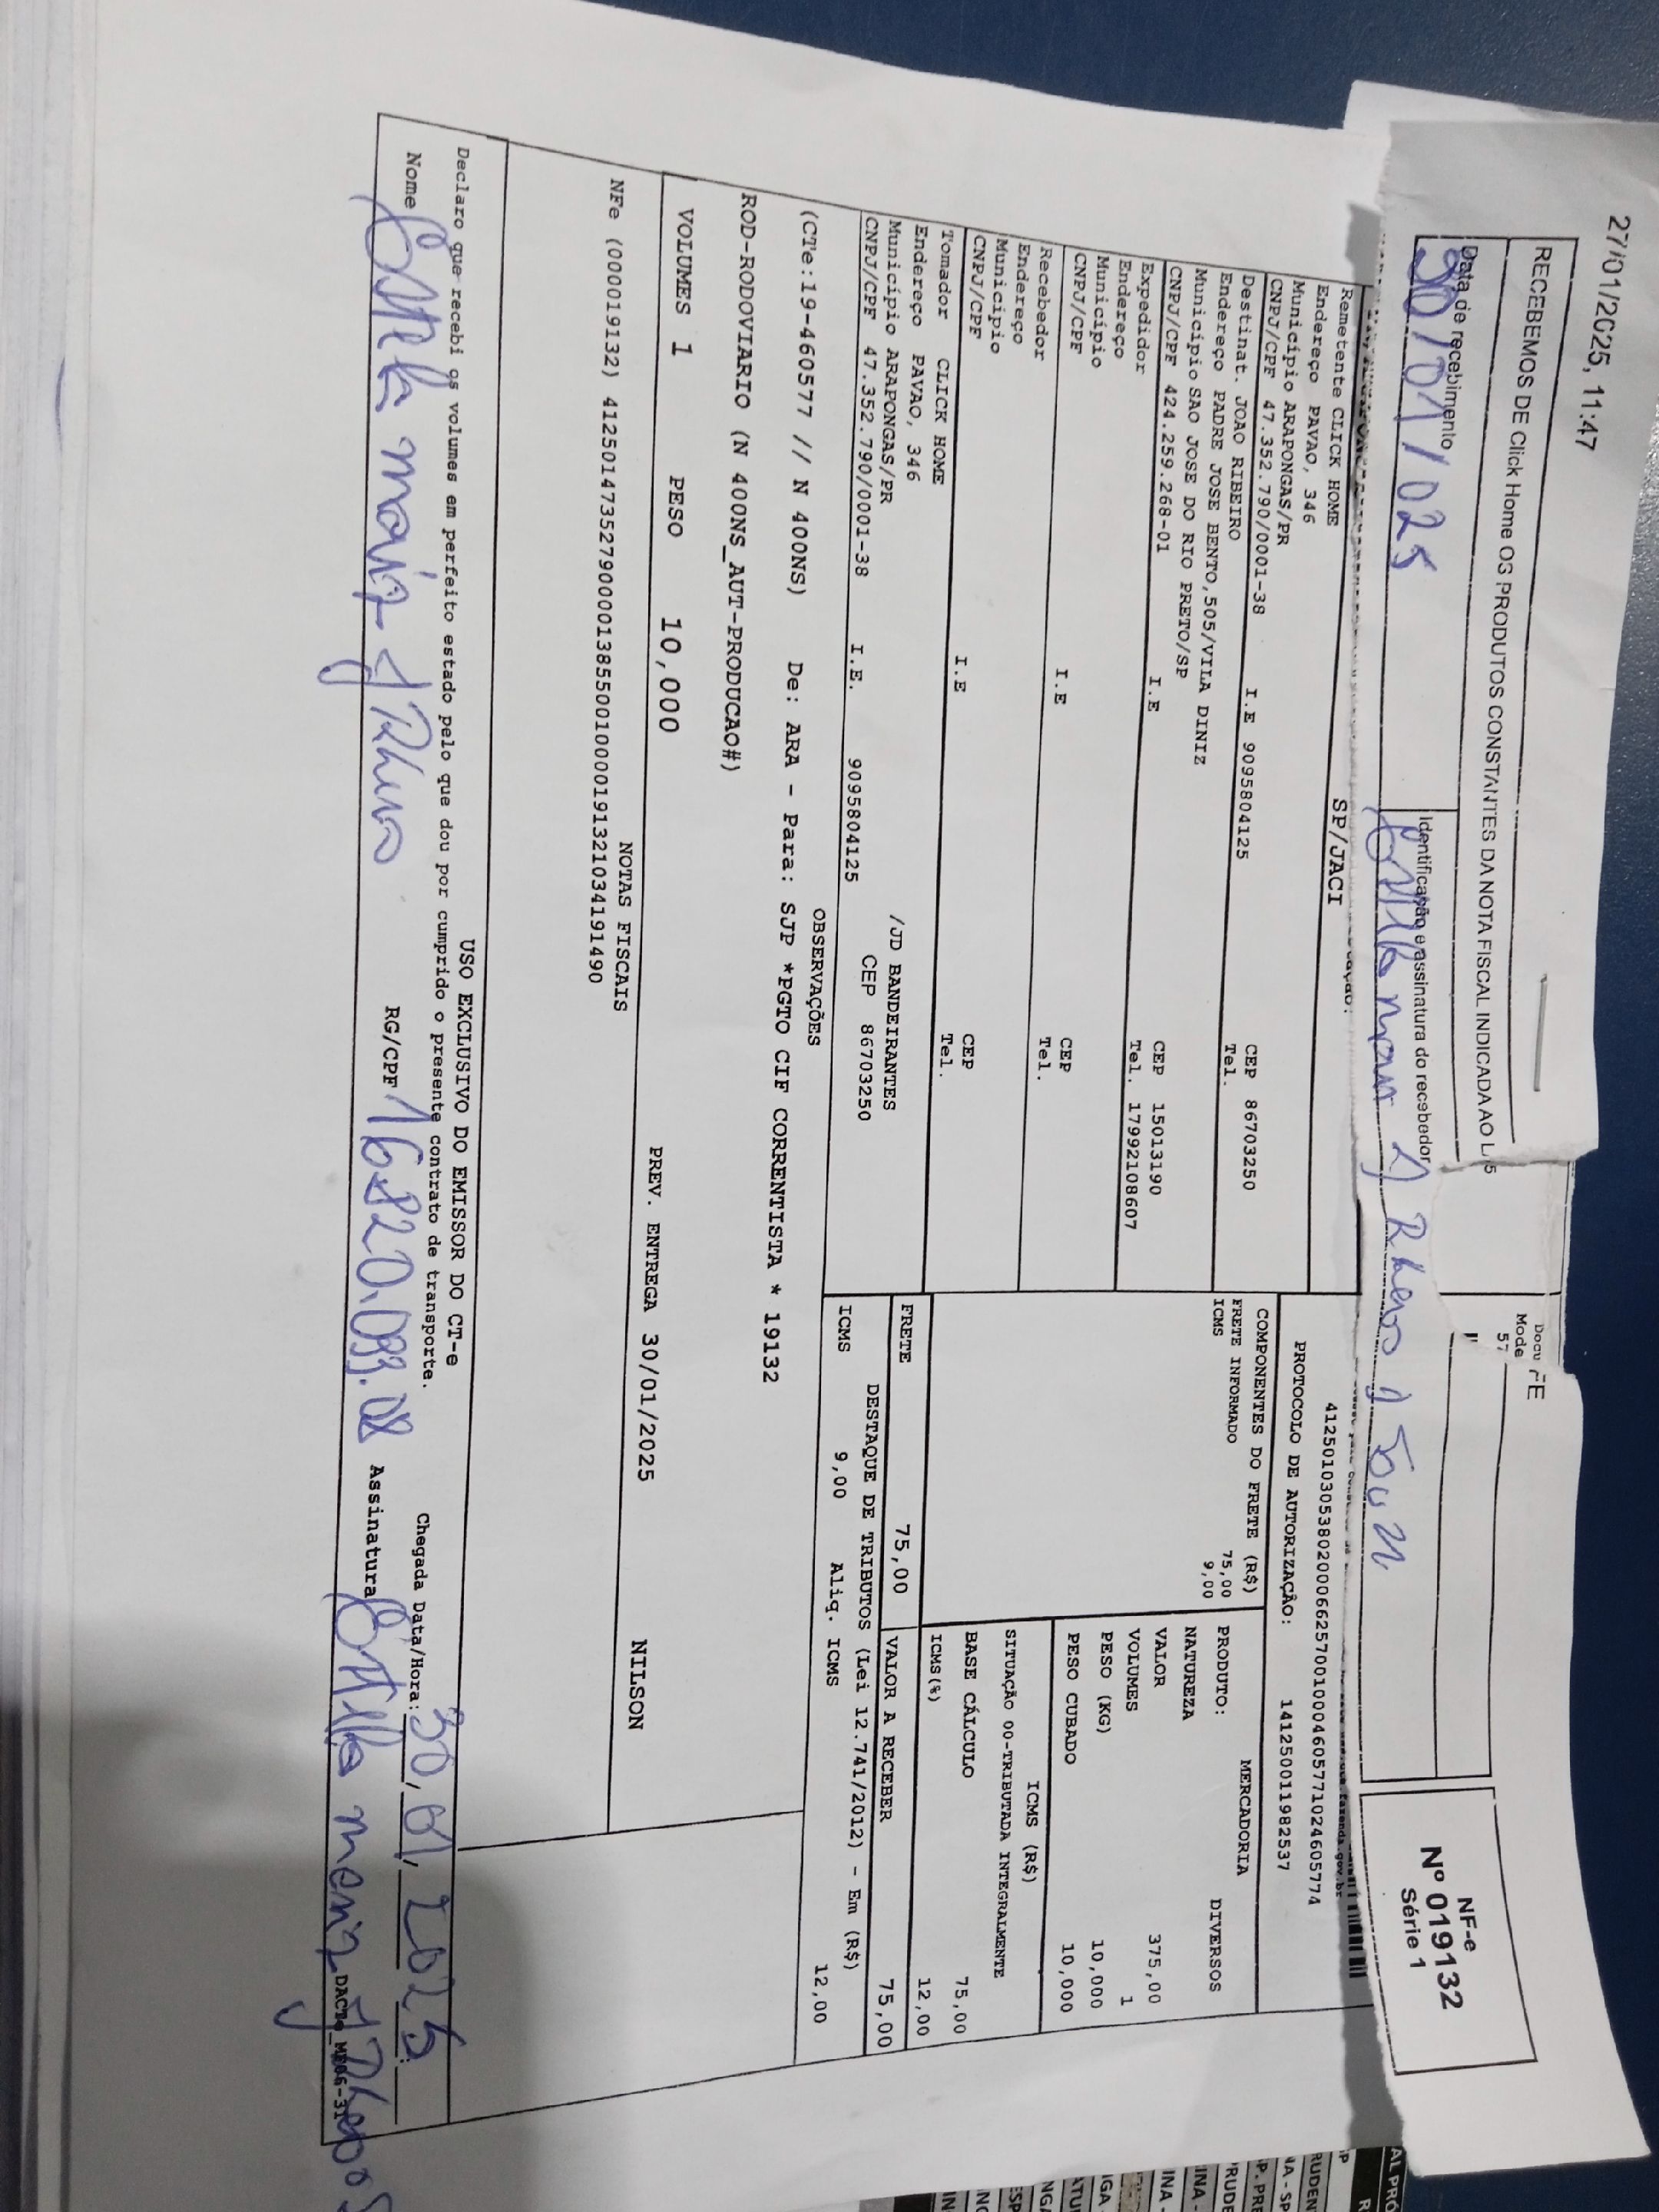 27/01/2025, 11:47
RECEBEMOS DE Click Home OS PRODUTOS CONSTANTES DA NOTA FISCAL INDICADA AO L
Data de recebimento
Identificação e assinatura do recebedor
30/01/025
NF-e
Nº 019132
Série 1
Docu
Mode
57
SP/JACI
41250103053802000662570010004605771024605774
PROTOCOLO DE AUTORIZAÇÃO: 141250011982537
Remetente CLICK HOME
Endereço PAVAO, 346
Município ARAPONGAS/PR CEP 86703250
CNPJ/CPF 47.352.790/0001-38 I.E 9095804125 Tel.
Destinat. JOAO RIBEIRO
Endereço PADRE JOSE BENTO,505/VILA DINIZ
Município SAO JOSE DO RIO PRETO/SP CEP 15013190
CNPJ/CPF 424.259.268-01 I.E Tel. 17992108607
Expedidor
Endereço
Município CEP
CNPJ/CPF I.E Tel.
Recebedor
Endereço
Município CEP
CNPJ/CPF I.E Tel.
Tomador CLICK HOME
Endereço PAVAO, 346 /JD BANDEIRANTES
Município ARAPONGAS/PR CEP 86703250
CNPJ/CPF 47.352.790/0001-38 I.E. 9095804125
COMPONENTES DO FRETE (R$)
FRETE INFORMADO 75,00
ICMS 9,00
MERCADORIA
PRODUTO: DIVERSOS
NATUREZA
VALOR 375,00
VOLUMES 1
PESO (KG) 10,000
PESO CUBADO 10,000
ICMS (R$)
SITUAÇÃO 00-TRIBUTADA INTEGRALMENTE
BASE CÁLCULO 75,00
ICMS(%) 12,00
FRETE 75,00 VALOR A RECEBER 75,00
DESTAQUE DE TRIBUTOS (Lei 12.741/2012) - Em (R$)
ICMS 9,00 Aliq. ICMS 12,00
OBSERVAÇÕES
(CTe:19-460577 // N 400NS) De: ARA - Para: SJP *PGTO CIF CORRENTISTA * 19132
ROD-RODOVIARIO (N 400NS_AUT-PRODUCAO#)
VOLUMES 1 PESO 10,000 PREV. ENTREGA 30/01/2025 NILSON
NOTAS FISCAIS
NFe (000019132) 41250147352790000138550010000191321034191490
USO EXCLUSIVO DO EMISSOR DO CT-e
Declaro que recebi os volumes em perfeito estado pelo que dou por cumprido o presente contrato de transporte.
Chegada Data/Hora: 30/01/2025
Nome RG/CPF 16.820.093.08 Assinatura